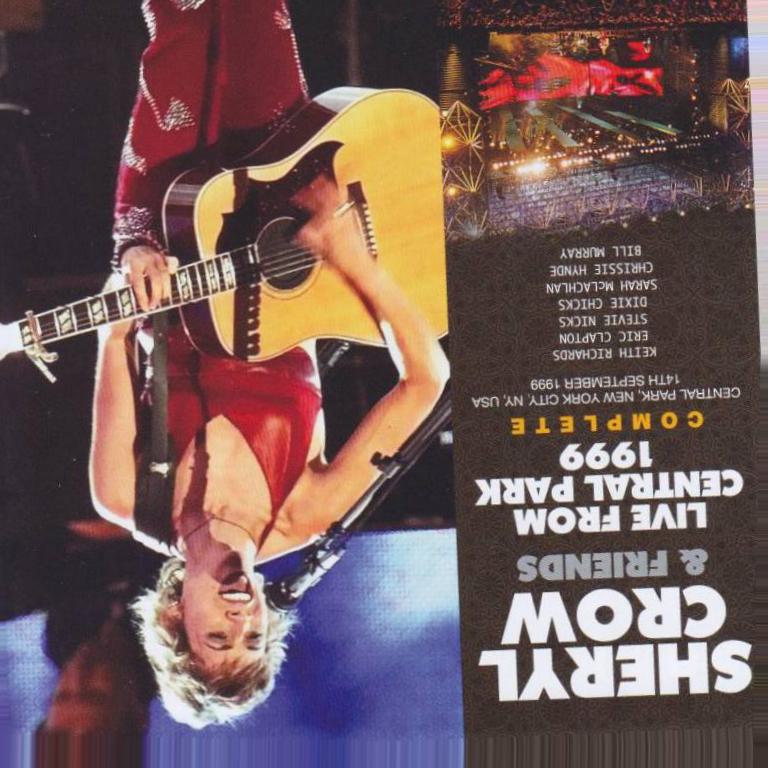 SHERYL
CROW
& FRIENDS
LIVE FROM
CENTRAL PARK
1999
COMPLETE
CENTRAL PARK, NEW YORK CITY, NY, USA
14TH SEPTEMBER 1999
KEITH RICHARDS
ERIC CLAPTON
STEVIE NICKS
DIXIE CHICKS
SARAH McLACHLAN
CHRISSIE HYNDE
BILL MURRAY